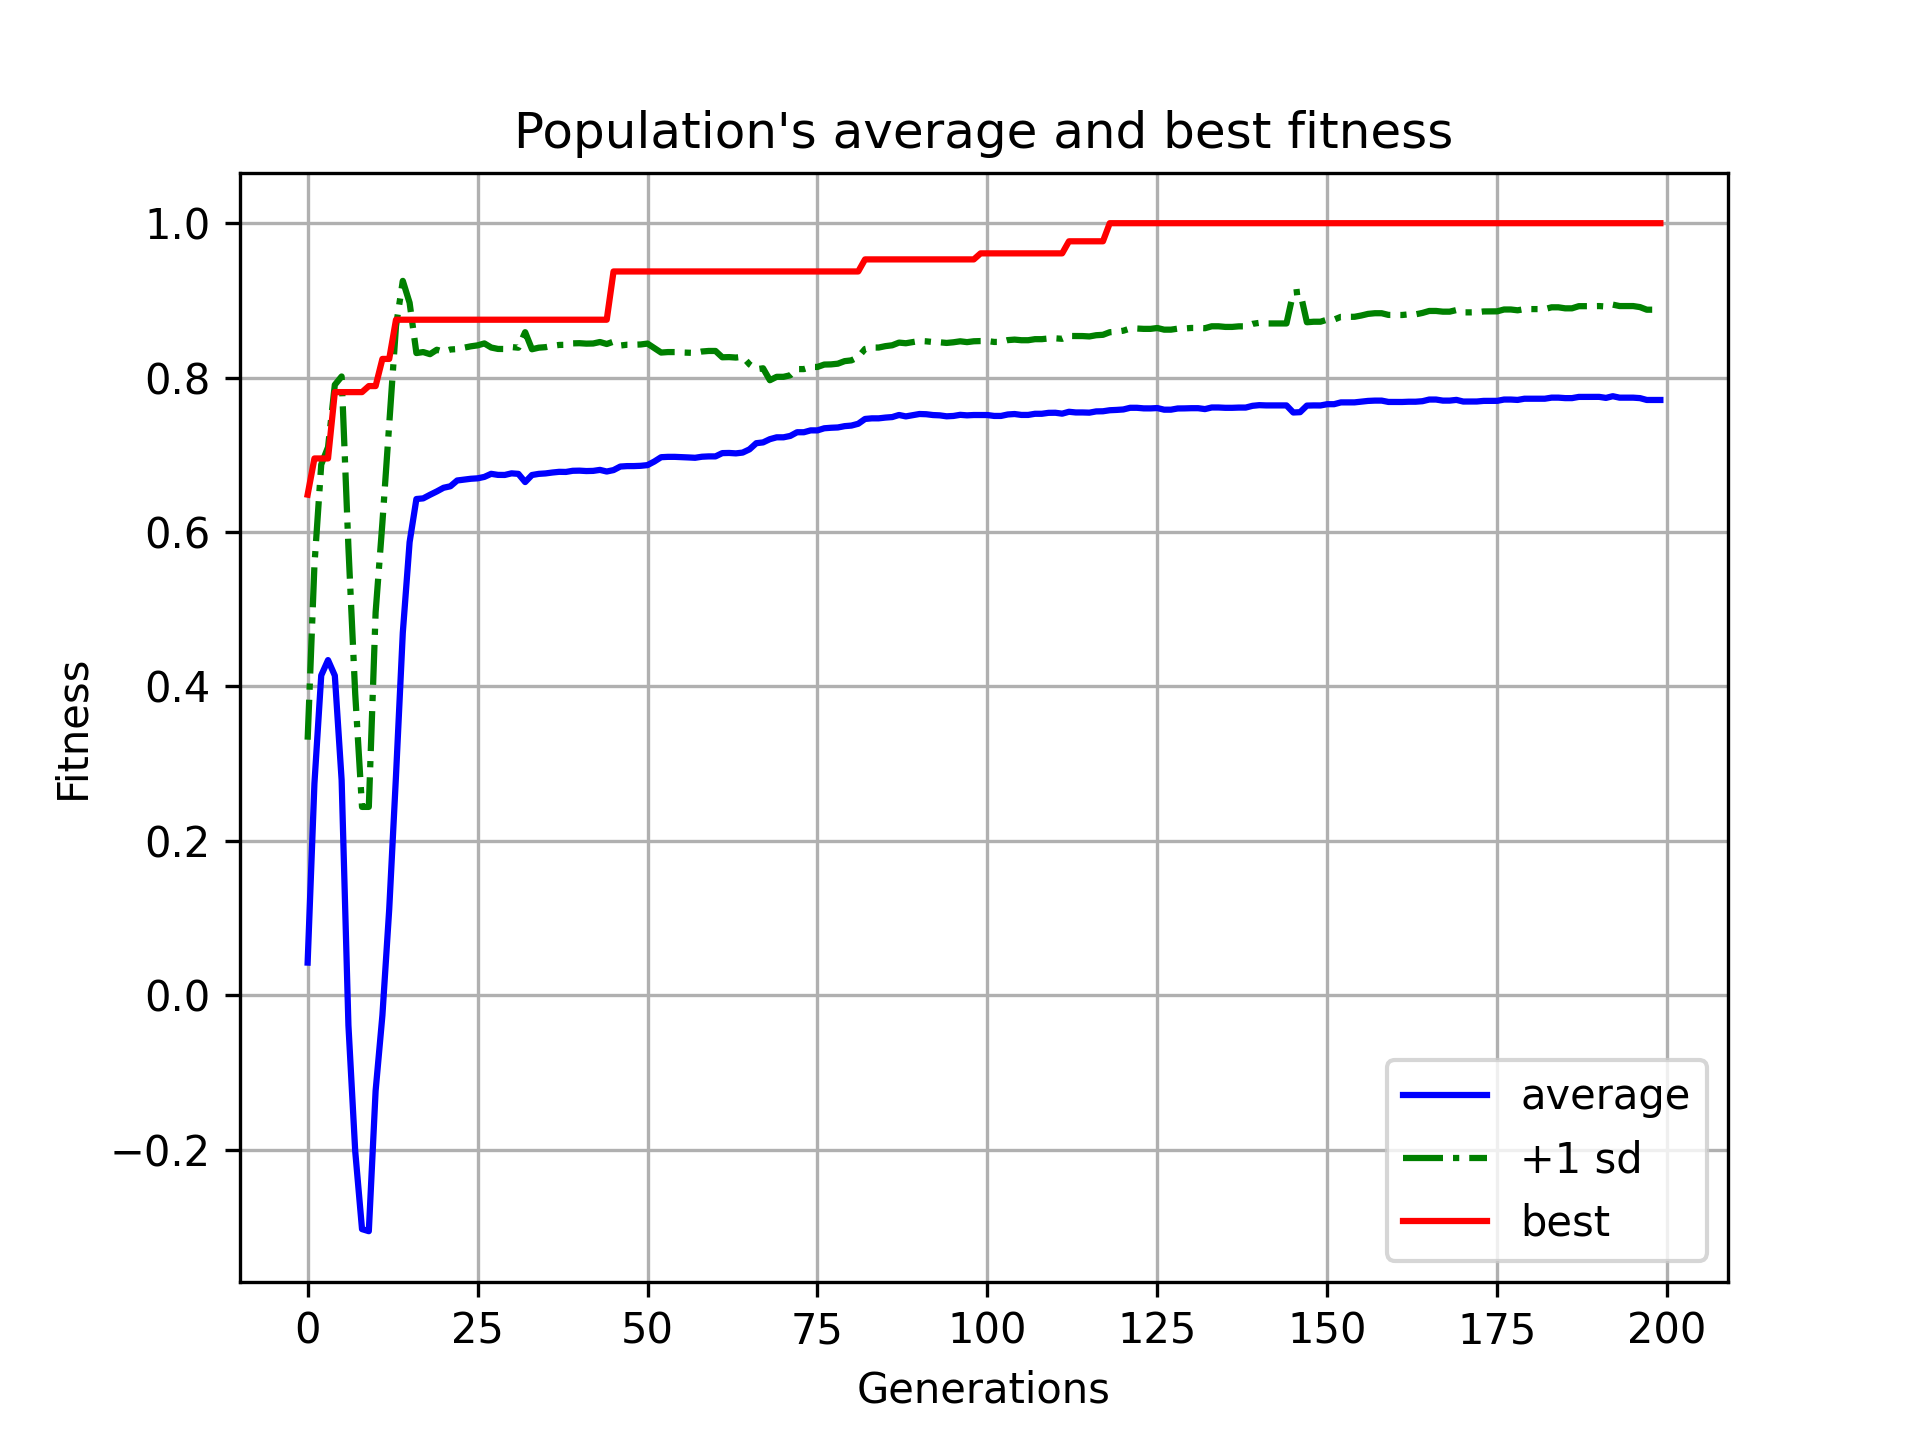 Population's average and best fitness
1.0
0.8
0.6
0.4
0.2
0.0
−0.2
Fitness
0 25 50 75 100 125 150 175 200
Generations
average
+1 sd
best